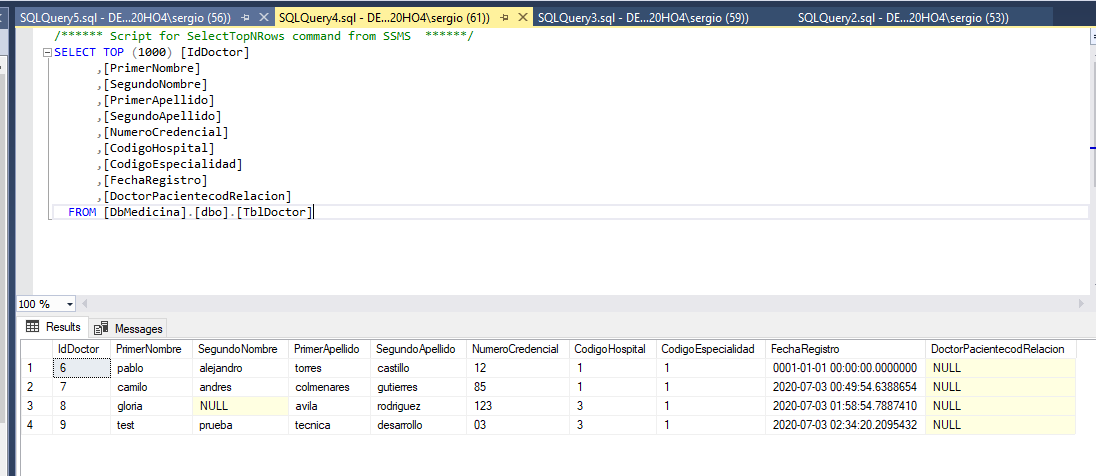 SQLQuery5.sql - DE...20HO4\sergio (56)) SQLQuery4.sql - DE...20HO4\sergio (61)) SQLQuery3.sql - DE...20HO4\sergio (59)) SQLQuery2.sql - DE...20HO4\sergio (53))
/****** Script for SelectTopNRows command from SSMS  ******/
SELECT TOP (1000) [IdDoctor]
,[PrimerNombre]
,[SegundoNombre]
,[PrimerApellido]
,[SegundoApellido]
,[NumeroCredencial]
,[CodigoHospital]
,[CodigoEspecialidad]
,[FechaRegistro]
,[DoctorPacientecodRelacion]
FROM [DbMedicina].[dbo].[TblDoctor]
100 %
Results Messages
IdDoctor PrimerNombre SegundoNombre PrimerApellido SegundoApellido NumeroCredencial CodigoHospital CodigoEspecialidad FechaRegistro DoctorPacientecodRelacion
1 6 pablo alejandro torres castillo 12 1 1 0001-01-01 00:00:00.0000000 NULL
2 7 camilo andres colmenares gutierres 85 1 1 2020-07-03 00:49:54.6388654 NULL
3 8 gloria NULL avila rodriguez 123 3 1 2020-07-03 01:58:54.7887410 NULL
4 9 test prueba tecnica desarrollo 03 3 1 2020-07-03 02:34:20.2095432 NULL